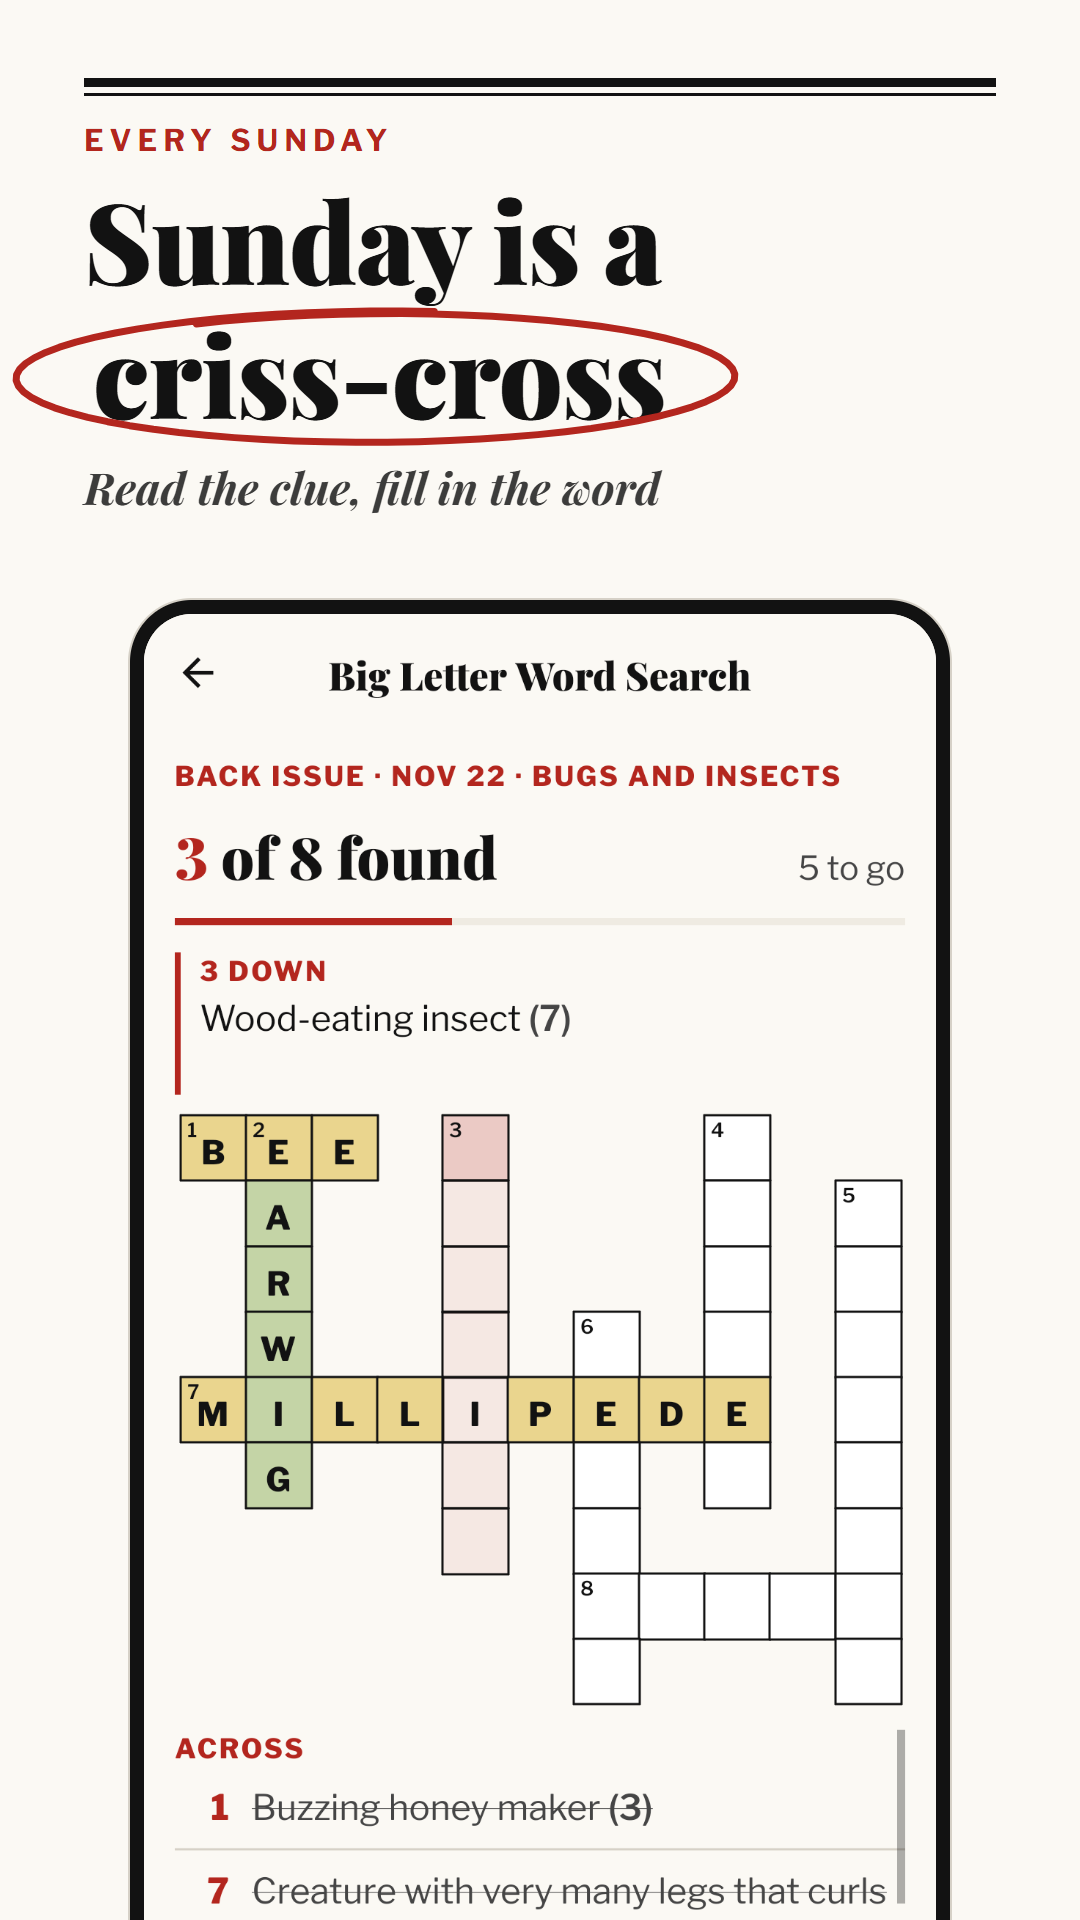 EVERY SUNDAY
Sunday is a
criss-cross
Read the clue, fill in the word
Big Letter Word Search
BACK ISSUE · NOV 22 · BUGS AND INSECTS
3 of 8 found
5 to go
3 DOWN
Wood-eating insect (7)
1 B 2 E E 3 4
A 5
R
W 6
7 M I L L I P E D E
G
8
ACROSS
1 Buzzing honey maker (3)
7 Creature with very many legs that curls